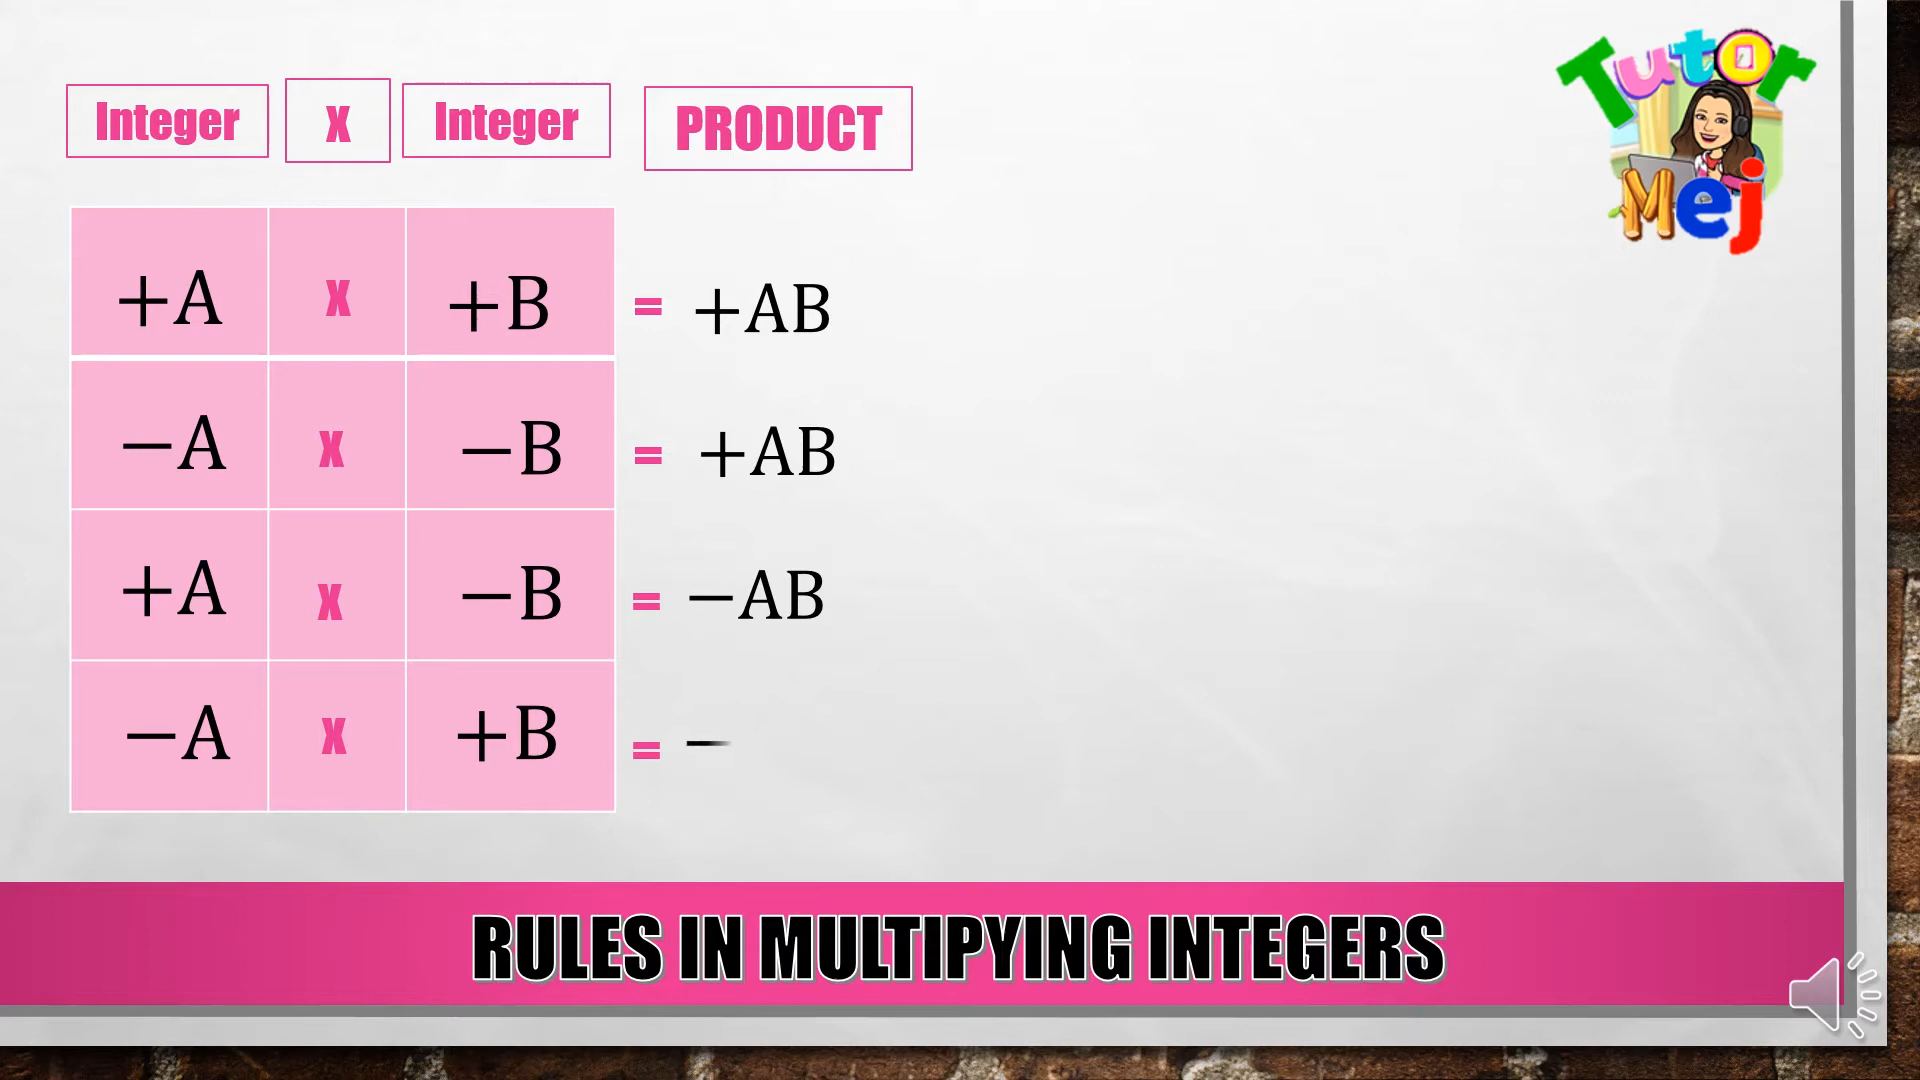 Tutor
Mej
Integer x Integer PRODUCT
+A x +B = +AB
−A x −B = +AB
+A x −B = −AB
−A x +B = −
RULES IN MULTIPYING INTEGERS